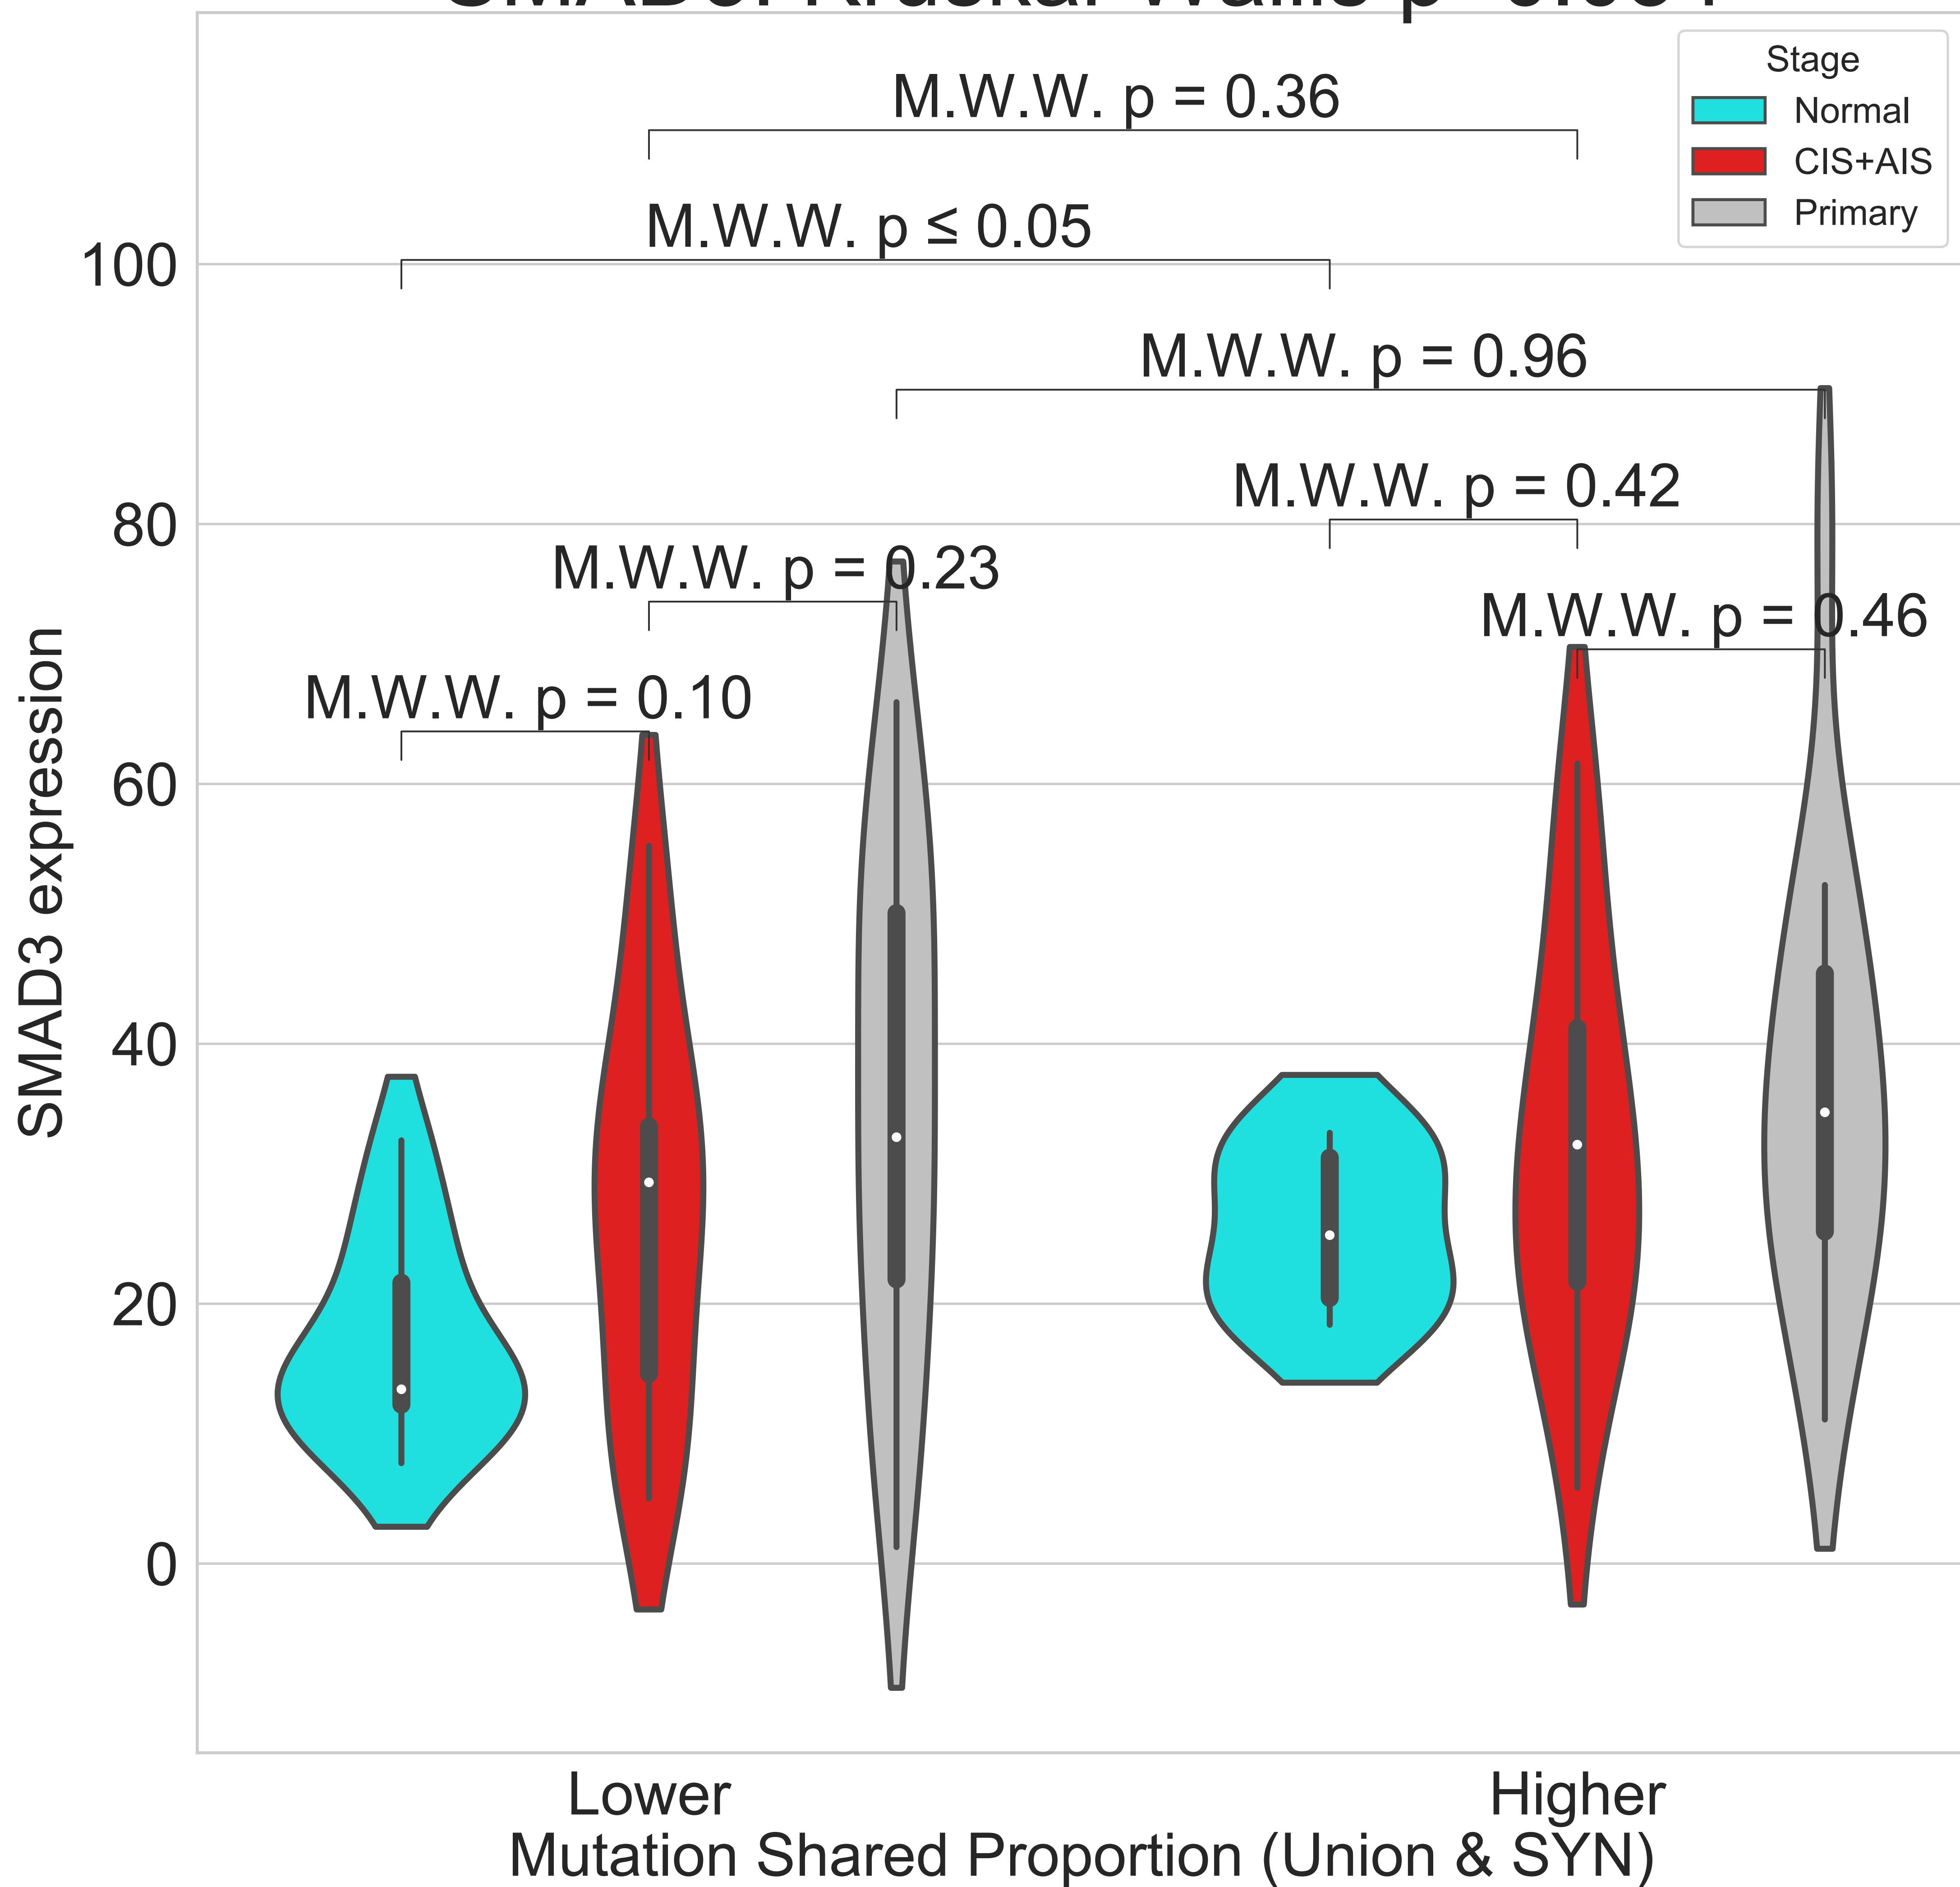 Stage
Normal
CIS+AIS
Primary
M.W.W. p = 0.36
M.W.W. p ≤ 0.05
M.W.W. p = 0.96
M.W.W. p = 0.42
M.W.W. p = 0.23
M.W.W. p = 0.46
M.W.W. p = 0.10
100
80
60
40
20
0
SMAD3 expression
Lower
Higher
Mutation Shared Proportion (Union & SYN)